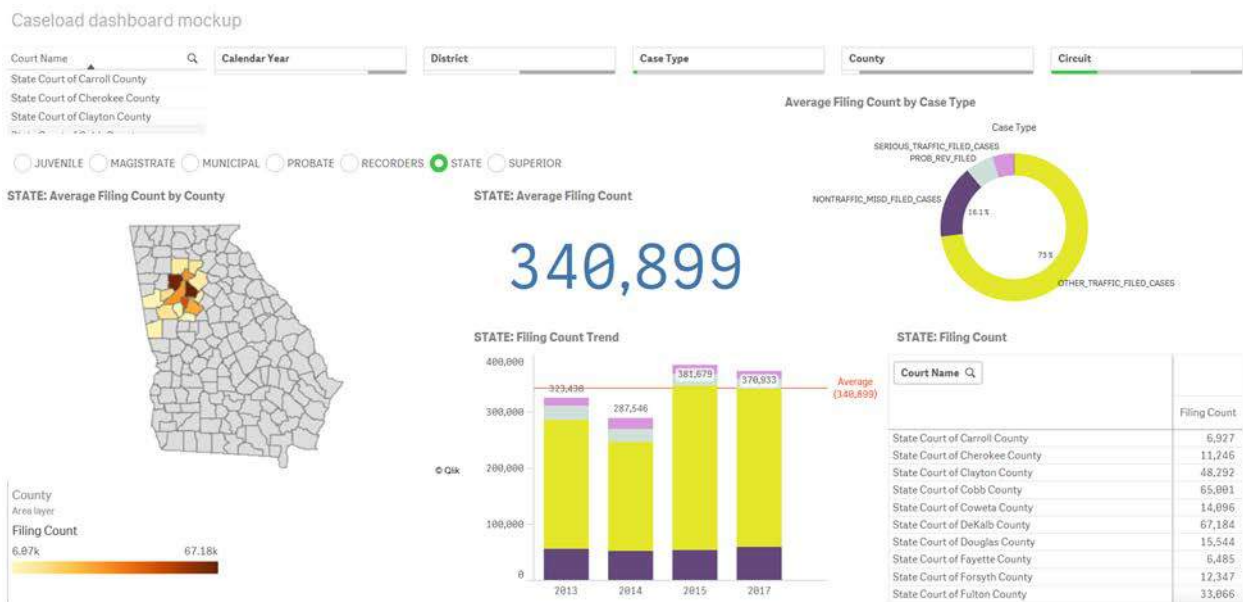 Caseload dashboard mockup
Court Name
Calendar Year
District
Case Type
County
Circuit
State Court of Carroll County
State Court of Cherokee County
State Court of Clayton County
JUVENILE MAGISTRATE MUNICIPAL PROBATE RECORDERS STATE SUPERIOR
Average Filing Count by Case Type
Case Type
SERIOUS_TRAFFIC_FILED_CASES
PROB_REV_FILED
NONTRAFFIC_MISD_FILED_CASES
16.1 %
73 %
OTHER_TRAFFIC_FILED_CASES
STATE: Average Filing Count by County
© Qlik
County
Area layer
Filing Count
6.07k 67.18k
STATE: Average Filing Count
340,899
STATE: Filing Count Trend
400,000
300,000
200,000
100,000
0
323,438
287,546
381,679
370,933
Average
(340,899)
2013 2014 2015 2017
STATE: Filing Count
Court Name
Filing Count
State Court of Carroll County 6,927
State Court of Cherokee County 11,246
State Court of Clayton County 48,292
State Court of Cobb County 65,001
State Court of Coweta County 14,096
State Court of DeKalb County 67,184
State Court of Douglas County 15,544
State Court of Fayette County 6,485
State Court of Forsyth County 12,347
State Court of Fulton County 33,066